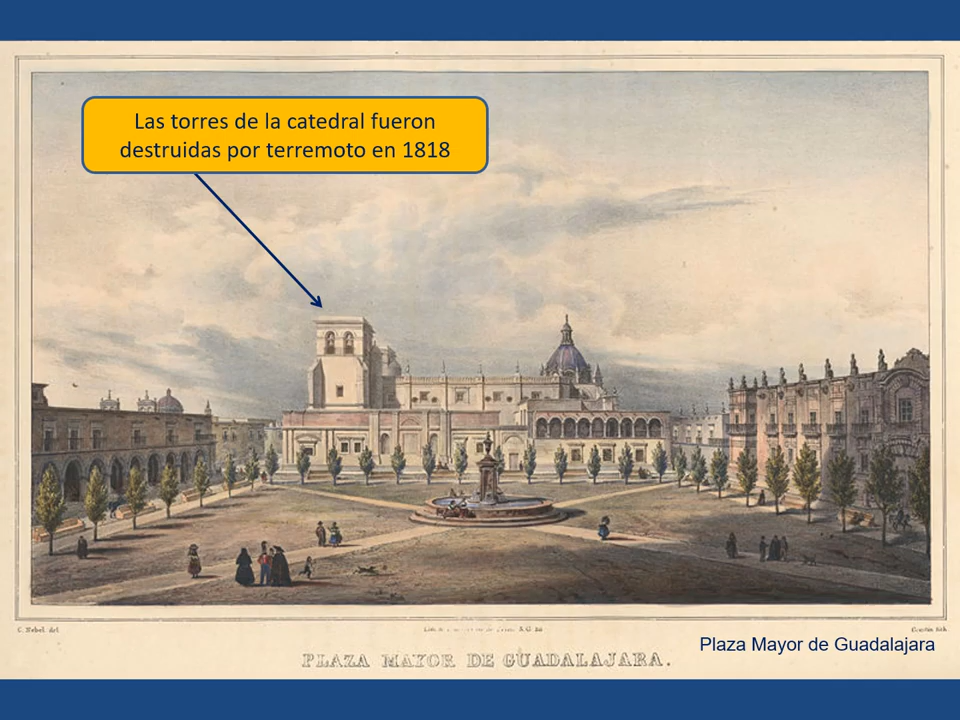 Las torres de la catedral fueron
destruidas por terremoto en 1818
C. Nebel del
Plaza Mayor de Guadalajara
PLAZA MAYOR DE GUADALAJARA.